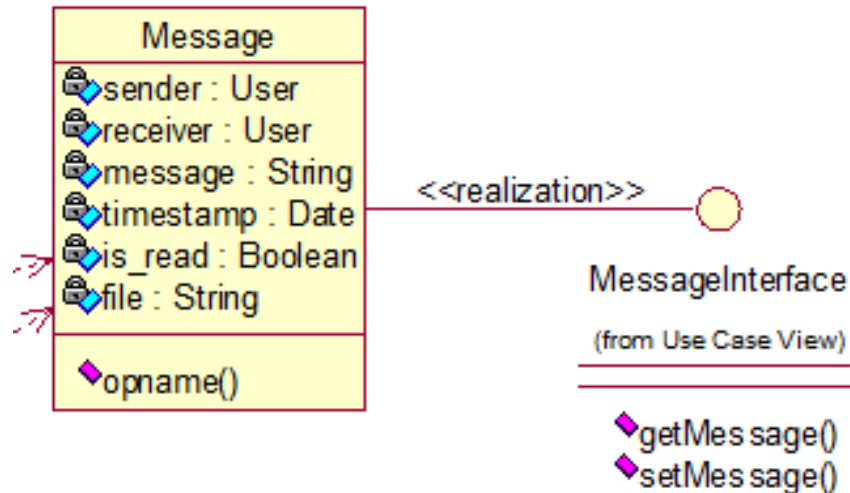 Message
sender : User
receiver : User
message : String
timestamp : Date
is_read : Boolean
file : String
opname()
<<realization>>
MessageInterface
(from Use Case View)
getMessage()
setMessage()